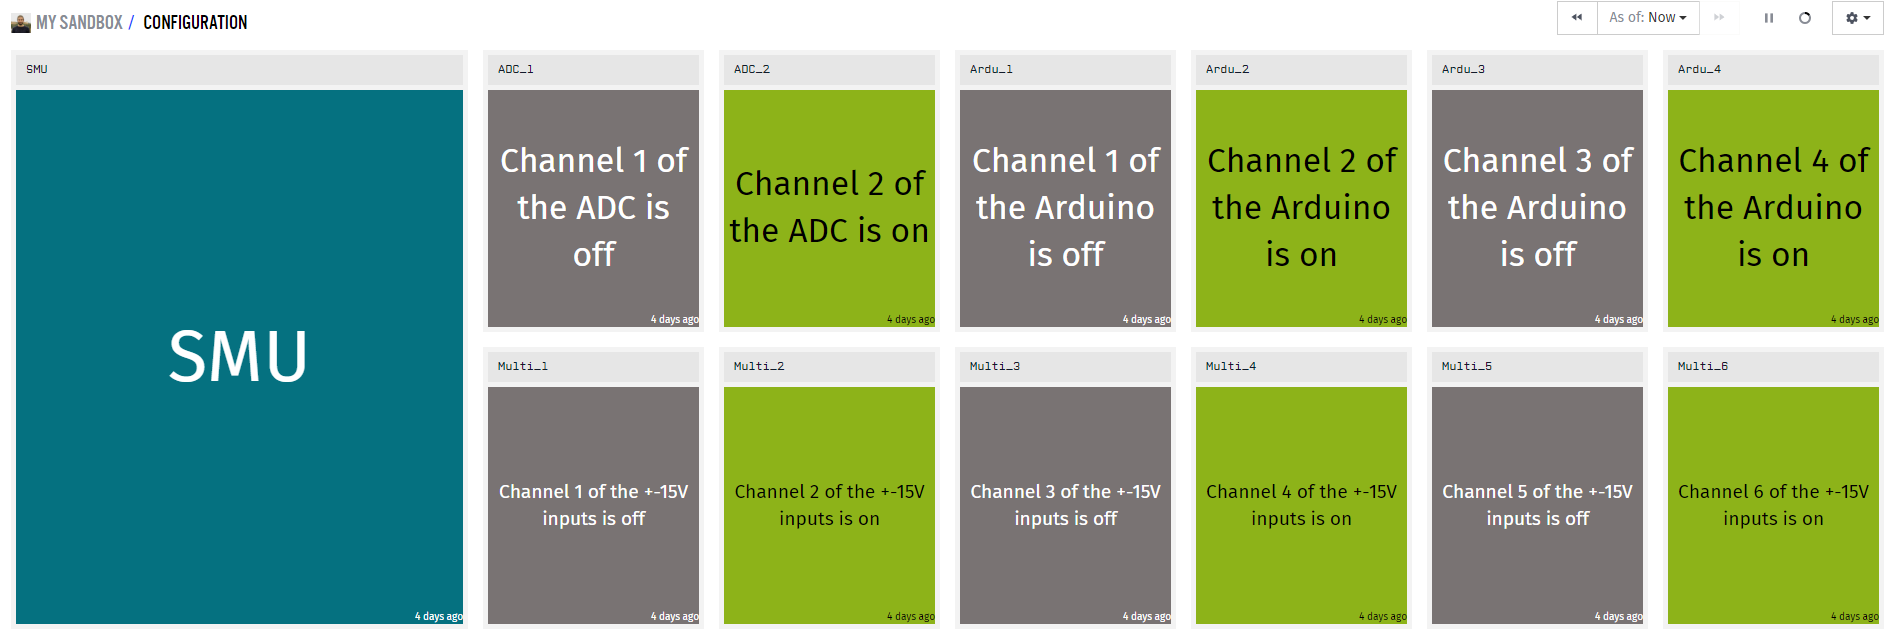 MY SANDBOX / CONFIGURATION
As of: Now
SMU
SMU
4 days ago
ADC_1
Channel 1 of
the ADC is
off
4 days ago
ADC_2
Channel 2 of
the ADC is on
4 days ago
Ardu_1
Channel 1 of
the Arduino
is off
4 days ago
Ardu_2
Channel 2 of
the Arduino
is on
4 days ago
Ardu_3
Channel 3 of
the Arduino
is off
4 days ago
Ardu_4
Channel 4 of
the Arduino
is on
4 days ago
Multi_1
Channel 1 of the +-15V
inputs is off
4 days ago
Multi_2
Channel 2 of the +-15V
inputs is on
4 days ago
Multi_3
Channel 3 of the +-15V
inputs is off
4 days ago
Multi_4
Channel 4 of the +-15V
inputs is on
4 days ago
Multi_5
Channel 5 of the +-15V
inputs is off
4 days ago
Multi_6
Channel 6 of the +-15V
inputs is on
4 days ago